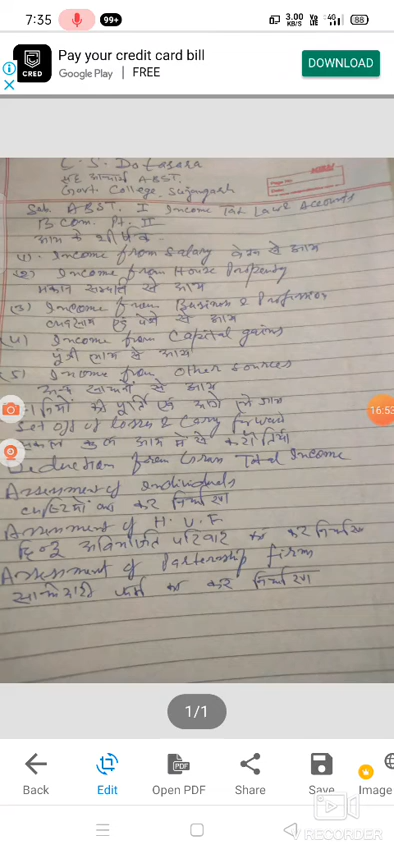 7:35
99+
3.00 KB/S
Vo LTE
4G
88
Pay your credit card bill
Google Play | FREE
CRED
DOWNLOAD
C. S. Dotasara
सह आचार्य ABST.
Govt. College, Sujangarh
Sub. ABST. I Income Tax Law & Accounts
B Com. Pt. II
आय के शीर्षक
(1). Income from Salary वेतन से आय
(2) Income from House Property
मकान सम्पत्ति से आय
(3) Income from Business & Profession
व्यवसाय एवं पेशे से आय
(4) Income from Capital gains
पूंजी लाभ से आय
(5) Income from Other Sources
अन्य साधनों से आय
की पूर्ति एवं आगे ले जाना
Set off of losses & Carry forward
सकल कुल आय में से कटौतियां
Deduction from Gross Total Income
Assessment of Individuals
व्यक्तियों का कर निर्धारण
Assessment of H. U. F.
हिन्दू अविभाजित परिवार का कर निर्धारण
Assessment of Partnership Firm
साझेदारी फर्म का कर निर्धारण
16:53
1/1
Back
Edit
PDF
Open PDF
Share
Save
Image
V RECORDER